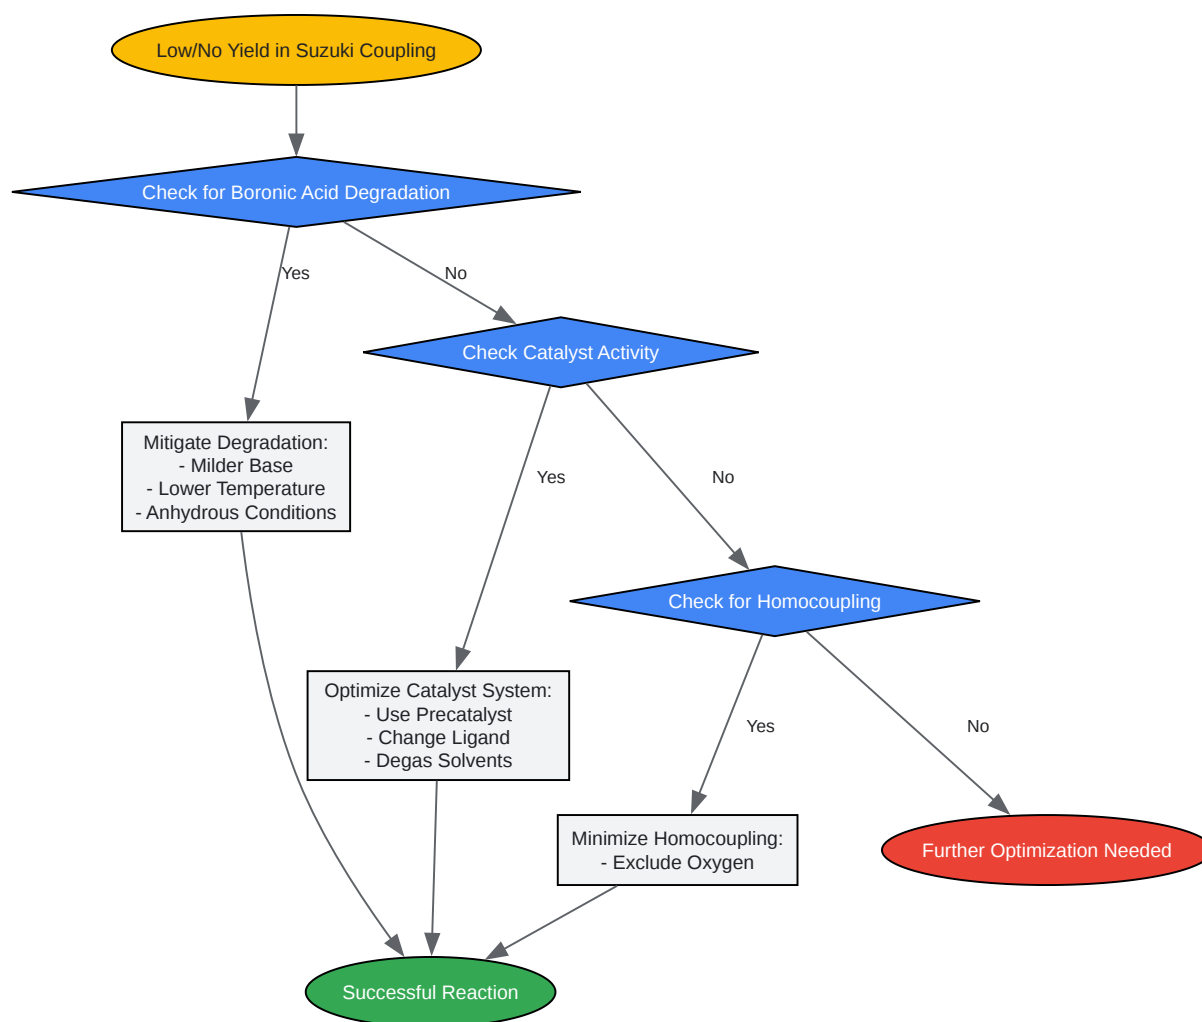 Low/No Yield in Suzuki Coupling
Check for Boronic Acid Degradation
Yes
No
Check Catalyst Activity
Mitigate Degradation:
- Milder Base
- Lower Temperature
- Anhydrous Conditions
Yes
No
Check for Homocoupling
Optimize Catalyst System:
- Use Precatalyst
- Change Ligand
- Degas Solvents
Yes
No
Minimize Homocoupling:
- Exclude Oxygen
Further Optimization Needed
Successful Reaction